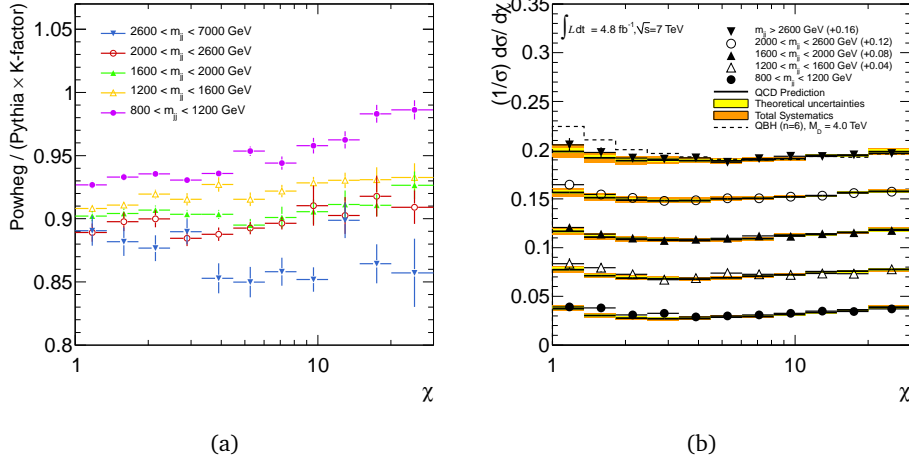 Powheg / (Pythia × K-factor)
1.05
1
0.95
0.9
0.85
0.8
2600 < m_jj < 7000 GeV
2000 < m_jj < 2600 GeV
1600 < m_jj < 2000 GeV
1200 < m_jj < 1600 GeV
800 < m_jj < 1200 GeV
1
10
χ
(a)
(1/σ) dσ/dχ
0.35
0.3
0.25
0.2
0.15
0.1
0.05
0
∫L dt = 4.8 fb⁻¹, √s=7 TeV
m_jj > 2600 GeV (+0.16)
2000 < m_jj < 2600 GeV (+0.12)
1600 < m_jj < 2000 GeV (+0.08)
1200 < m_jj < 1600 GeV (+0.04)
800 < m_jj < 1200 GeV
QCD Prediction
Theoretical uncertainties
Total Systematics
QBH (n=6), M_D = 4.0 TeV
1
10
χ
(b)